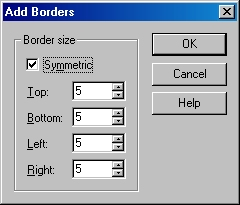 Add Borders
Border size
Symmetric
Top: 5
Bottom: 5
Left: 5
Right: 5
OK
Cancel
Help